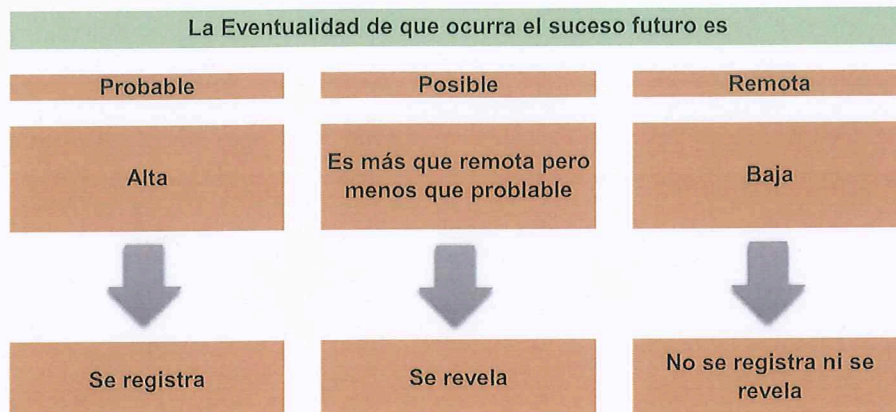 La Eventualidad de que ocurra el suceso futuro es
Probable
Posible
Remota
Alta
Es más que remota pero
menos que problable
Baja
Se registra
Se revela
No se registra ni se
revela